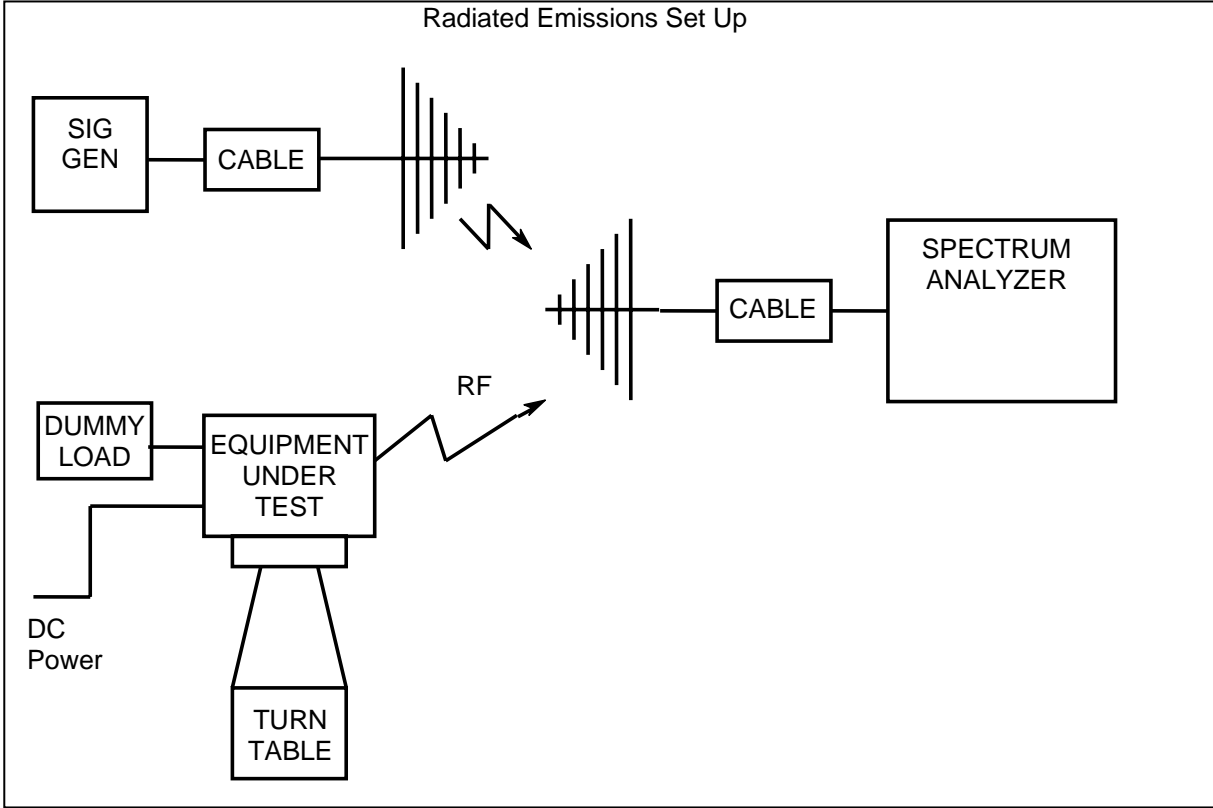 Radiated Emissions Set Up
SIG
GEN
CABLE
SPECTRUM
ANALYZER
CABLE
RF
DUMMY
LOAD
EQUIPMENT
UNDER
TEST
DC
Power
TURN
TABLE